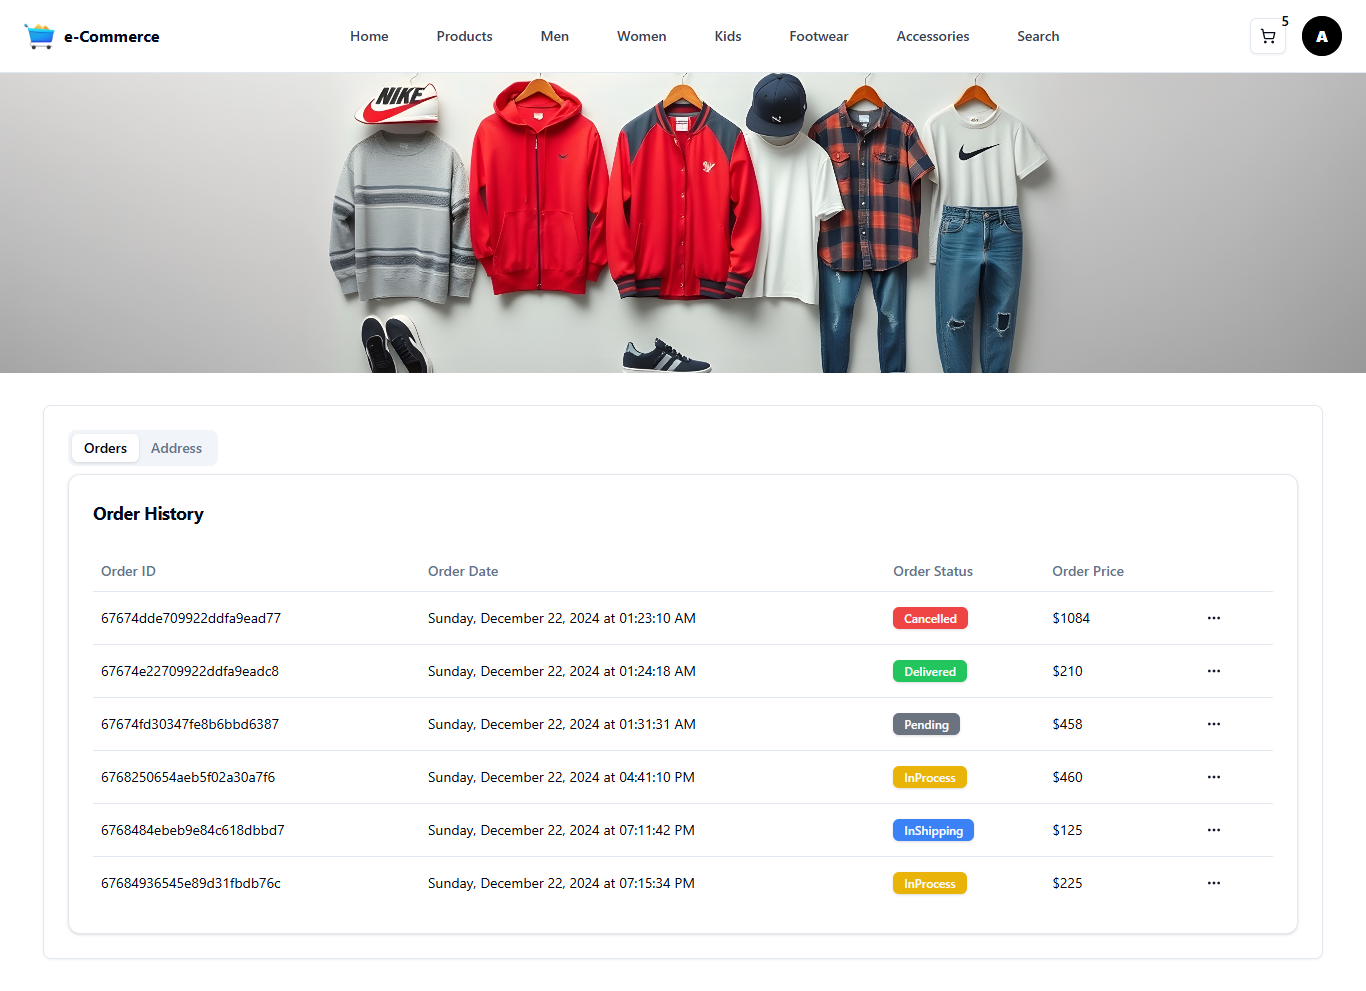 e-Commerce
Home Products Men Women Kids Footwear Accessories Search
5
A
NIKE
Orders Address
Order History
Order ID Order Date Order Status Order Price
67674dde709922ddfa9ead77 Sunday, December 22, 2024 at 01:23:10 AM Cancelled $1084 ···
67674e22709922ddfa9eadc8 Sunday, December 22, 2024 at 01:24:18 AM Delivered $210 ···
67674fd30347fe8b6bbd6387 Sunday, December 22, 2024 at 01:31:31 AM Pending $458 ···
6768250654aeb5f02a30a7f6 Sunday, December 22, 2024 at 04:41:10 PM InProcess $460 ···
6768484ebeb9e84c618dbbd7 Sunday, December 22, 2024 at 07:11:42 PM InShipping $125 ···
67684936545e89d31fbdb76c Sunday, December 22, 2024 at 07:15:34 PM InProcess $225 ···